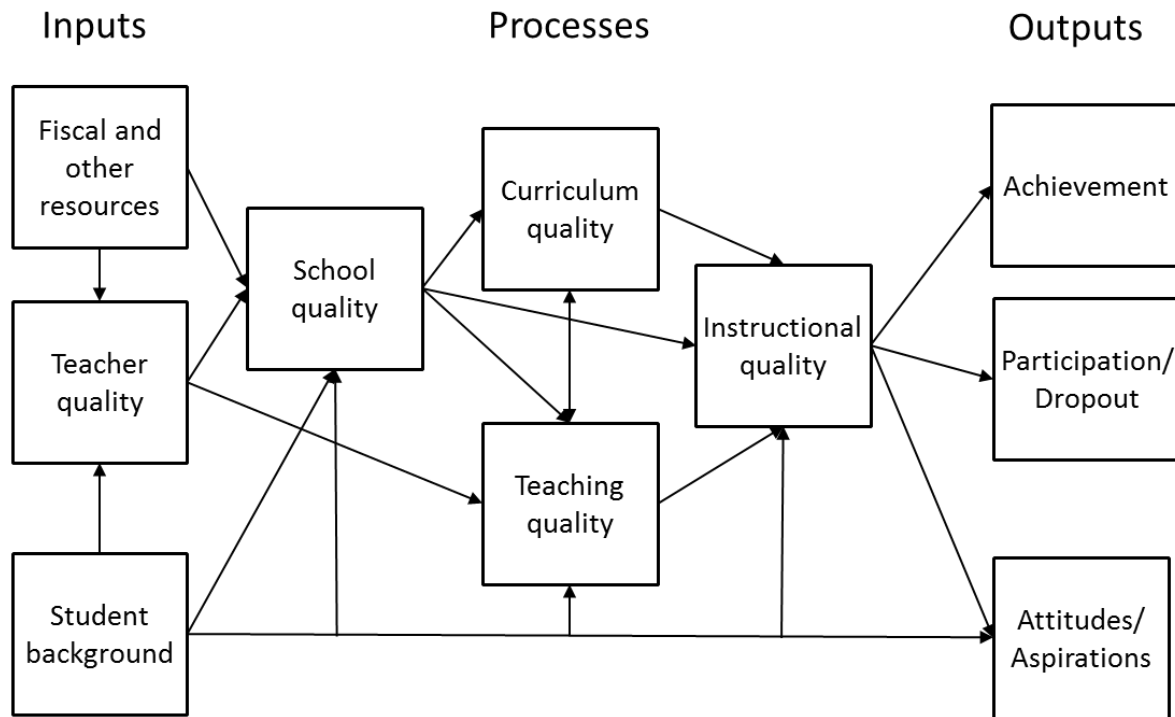 Inputs
Processes
Outputs
Fiscal and
other
resources
Teacher
quality
Student
background
School
quality
Curriculum
quality
Teaching
quality
Instructional
quality
Achievement
Participation/
Dropout
Attitudes/
Aspirations